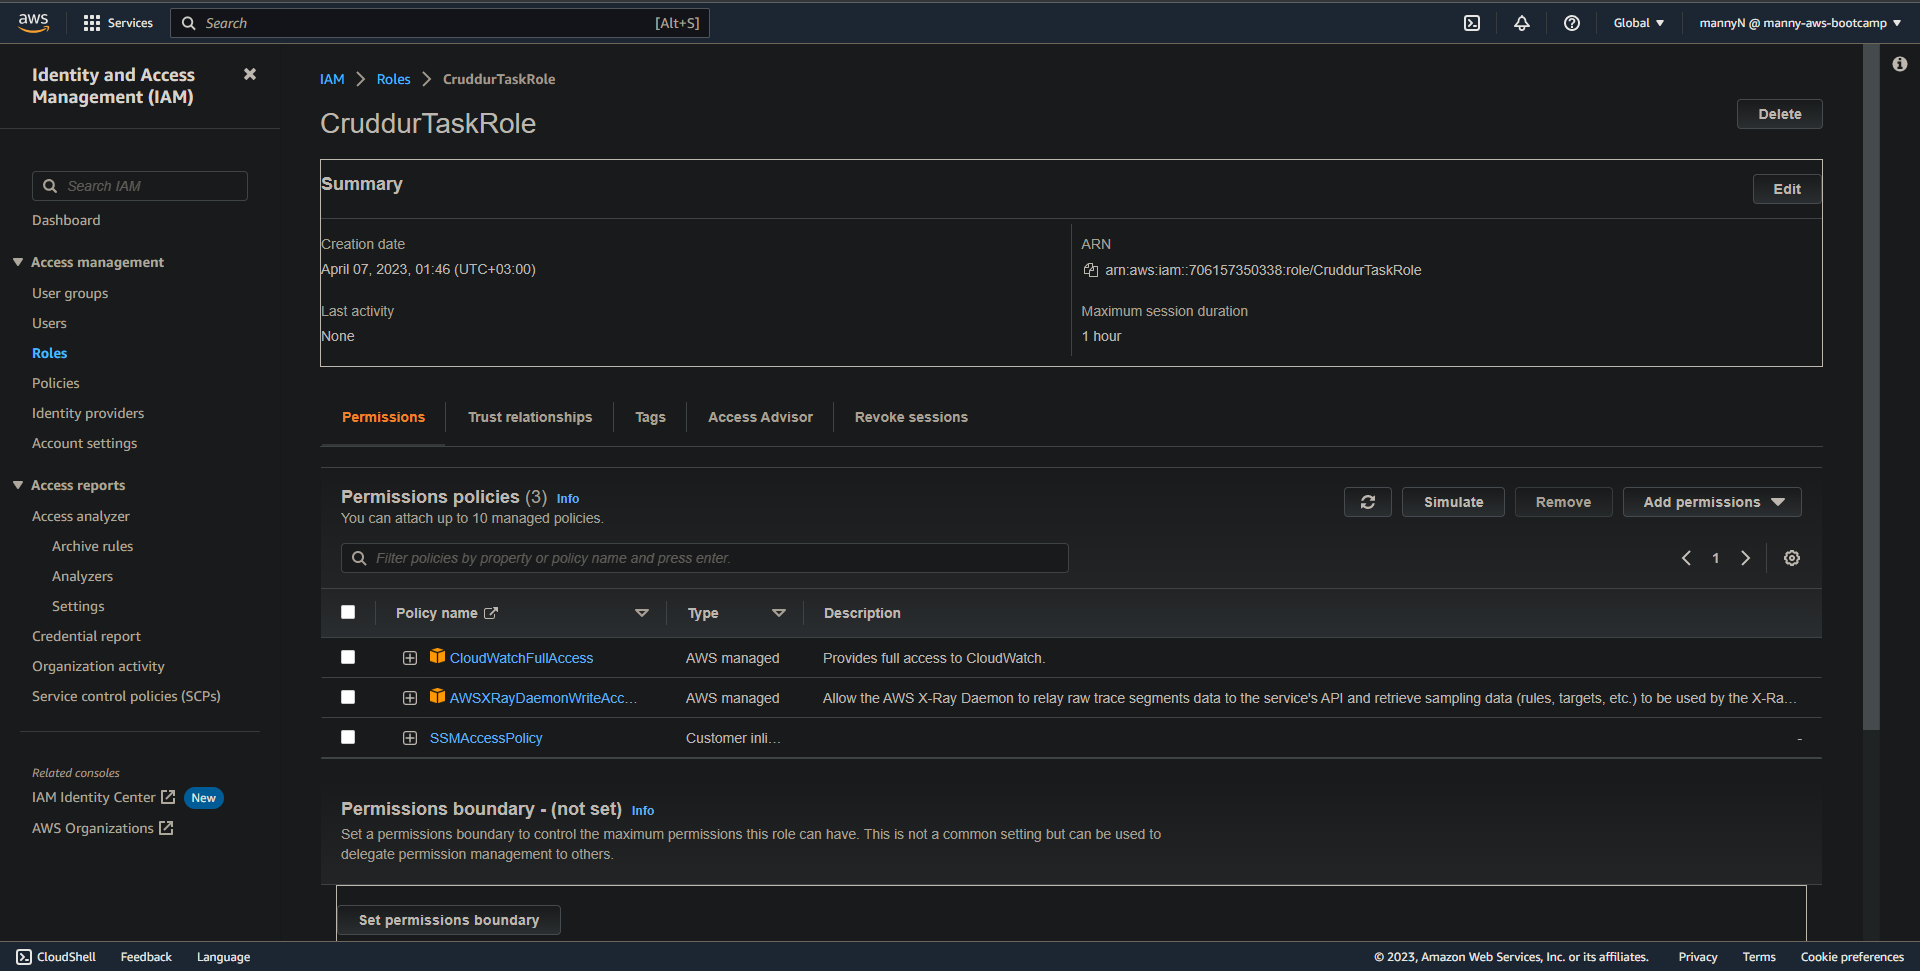 aws
Services
Search
[Alt+S]
Global
mannyN @ manny-aws-bootcamp
Identity and Access Management (IAM)
Search IAM
Dashboard
Access management
User groups
Users
Roles
Policies
Identity providers
Account settings
Access reports
Access analyzer
Archive rules
Analyzers
Settings
Credential report
Organization activity
Service control policies (SCPs)
Related consoles
IAM Identity Center New
AWS Organizations
IAM > Roles > CruddurTaskRole
CruddurTaskRole
Delete
Summary
Edit
Creation date
April 07, 2023, 01:46 (UTC+03:00)
ARN
arn:aws:iam::706157350338:role/CruddurTaskRole
Last activity
None
Maximum session duration
1 hour
Permissions
Trust relationships
Tags
Access Advisor
Revoke sessions
Permissions policies (3) Info
You can attach up to 10 managed policies.
Simulate
Remove
Add permissions
Filter policies by property or policy name and press enter.
1
Policy name
Type
Description
CloudWatchFullAccess AWS managed Provides full access to CloudWatch.
AWSXRayDaemonWriteAcc... AWS managed Allow the AWS X-Ray Daemon to relay raw trace segments data to the service's API and retrieve sampling data (rules, targets, etc.) to be used by the X-Ra...
SSMAccessPolicy Customer inli... -
Permissions boundary - (not set) Info
Set a permissions boundary to control the maximum permissions this role can have. This is not a common setting but can be used to
delegate permission management to others.
Set permissions boundary
CloudShell
Feedback
Language
© 2023, Amazon Web Services, Inc. or its affiliates.
Privacy
Terms
Cookie preferences